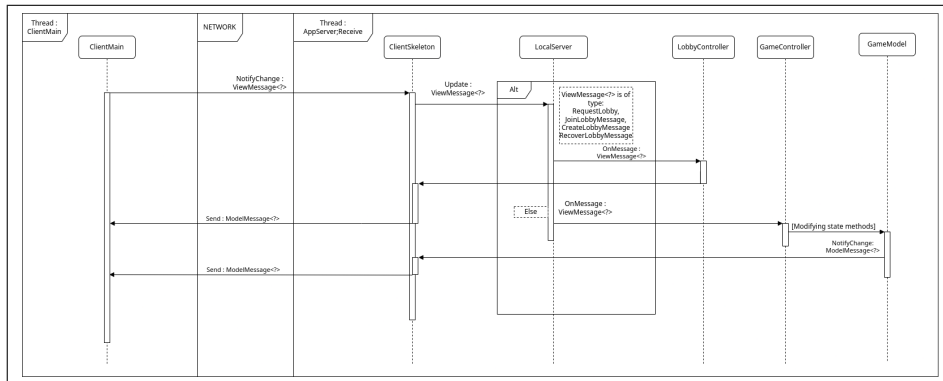 Thread :
ClientMain
NETWORK
Thread :
AppServer;Receive
ClientMain
ClientSkeleton
LocalServer
LobbyController
GameController
GameModel
NotifyChange :
ViewMessage<?>
Update :
ViewMessage<?>
Alt
ViewMessage<?> is of
type:
RequestLobby,
JoinLobbyMessage,
CreateLobbyMessage
RecoverLobbyMessage
OnMessage :
ViewMessage<?>
Send : ModelMessage<?>
Else
OnMessage :
ViewMessage<?>
[Modifying state methods]
NotifyChange:
ModelMessage<?>
Send : ModelMessage<?>